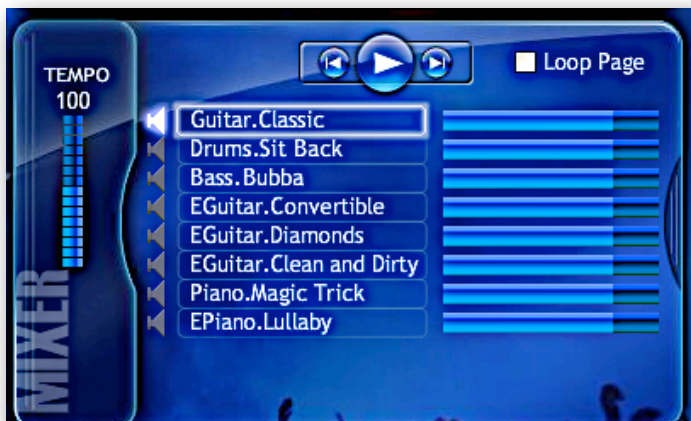 TEMPO
100
Loop Page
Guitar.Classic
Drums.Sit Back
Bass.Bubba
EGuitar.Convertible
EGuitar.Diamonds
EGuitar.Clean and Dirty
Piano.Magic Trick
EPiano.Lullaby
MIXER